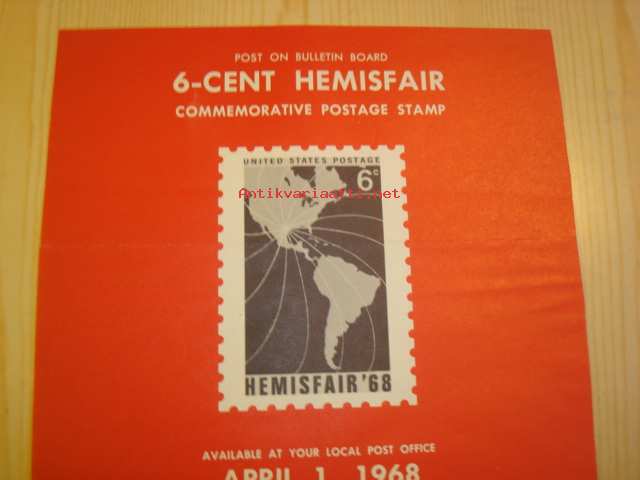 POST ON BULLETIN BOARD
6-CENT HEMISFAIR
COMMEMORATIVE POSTAGE STAMP
UNITED STATES POSTAGE
6c
Antikvariaatti.net
HEMISFAIR '68
AVAILABLE AT YOUR LOCAL POST OFFICE
APRIL 1, 1968